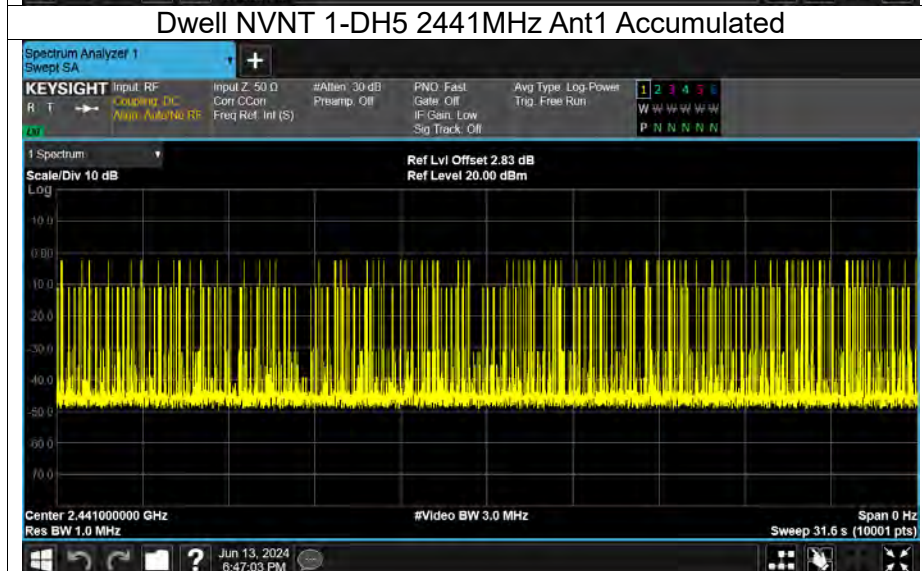 Dwell NVNT 1-DH5 2441MHz Ant1 Accumulated
Spectrum Analyzer 1
Swept SA
+
KEYSIGHT Input: RF Input Z: 50 Ω #Atten: 30 dB PNO: Fast Avg Type: Log-Power 1 2 3 4 5 6
R T Coupling: DC Corr CCorr Preamp: Off Gate: Off Trig: Free Run W W W W W W
Align: Auto/No RF Freq Ref: Int (S) IF Gain: Low P N N N N N
Sig Track: Off
1 Spectrum Ref Lvl Offset 2.83 dB
Scale/Div 10 dB Ref Level 20.00 dBm
Log
10.0
0.00
-10.0
-20.0
-30.0
-40.0
-50.0
-60.0
-70.0
Center 2.441000000 GHz #Video BW 3.0 MHz Span 0 Hz
Res BW 1.0 MHz Sweep 31.6 s (10001 pts)
? Jun 13, 2024
6:47:03 PM